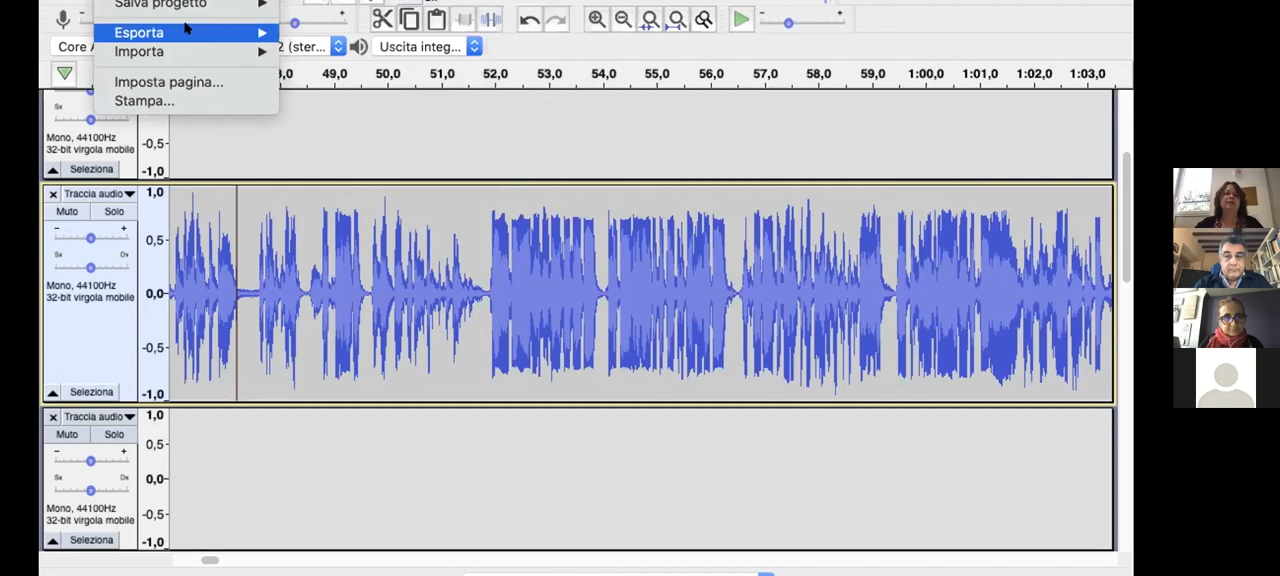 Salva progetto
Esporta
Importa
Imposta pagina...
Stampa...
Core A
2 (ster...
Uscita integ...
8,0 49,0 50,0 51,0 52,0 53,0 54,0 55,0 56,0 57,0 58,0 59,0 1:00,0 1:01,0 1:02,0 1:03,0
Sx
Mono, 44100Hz
32-bit virgola mobile
Seleziona
-0,5
-1,0
Traccia audio
Muto Solo
- +
Sx Dx
Mono, 44100Hz
32-bit virgola mobile
Seleziona
1,0
0,5
0,0
-0,5
-1,0
Traccia audio
Muto Solo
- +
Sx Dx
Mono, 44100Hz
32-bit virgola mobile
Seleziona
1,0
0,5
0,0
-0,5
-1,0